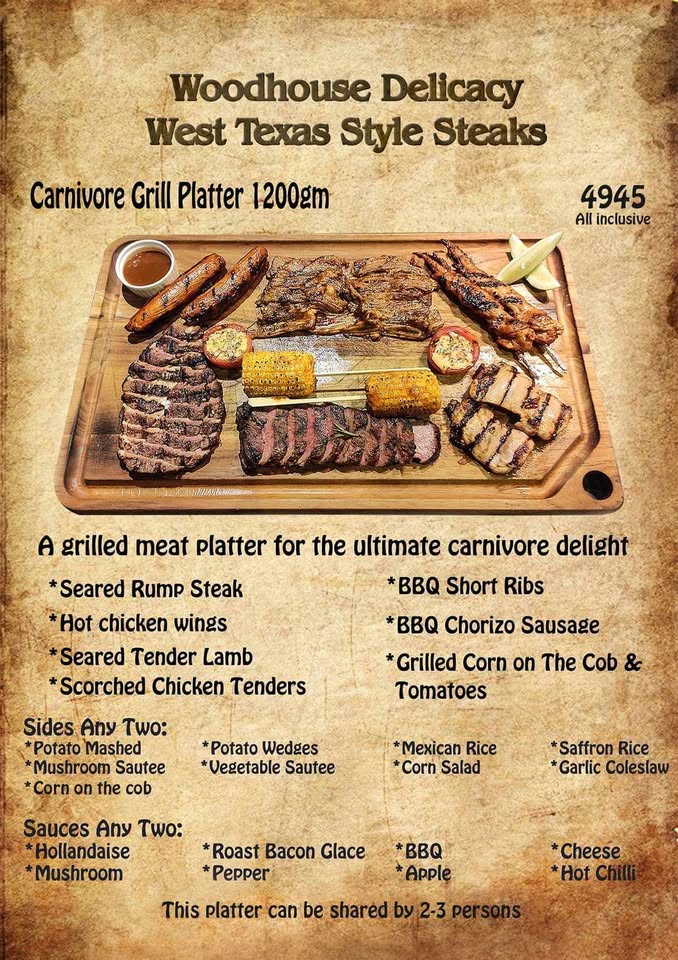 Woodhouse Delicacy
West Texas Style Steaks
Carnivore Grill Platter 1200gm
4945
All inclusive
A grilled meat platter for the ultimate carnivore delight
*Seared Rump Steak
*Hot chicken wings
*Seared Tender Lamb
*Scorched Chicken Tenders
*BBQ Short Ribs
*BBQ Chorizo Sausage
*Grilled Corn on The Cob &
Tomatoes
Sides Any Two:
*Potato Mashed *Potato Wedges *Mexican Rice *Saffron Rice
*Mushroom Sautee *Vegetable Sautee *Corn Salad *Garlic Coleslaw
*Corn on the cob
Sauces Any Two:
*Hollandaise *Roast Bacon Glace *BBQ *Cheese
*Mushroom *Pepper *Apple *Hot Chilli
This platter can be shared by 2-3 persons